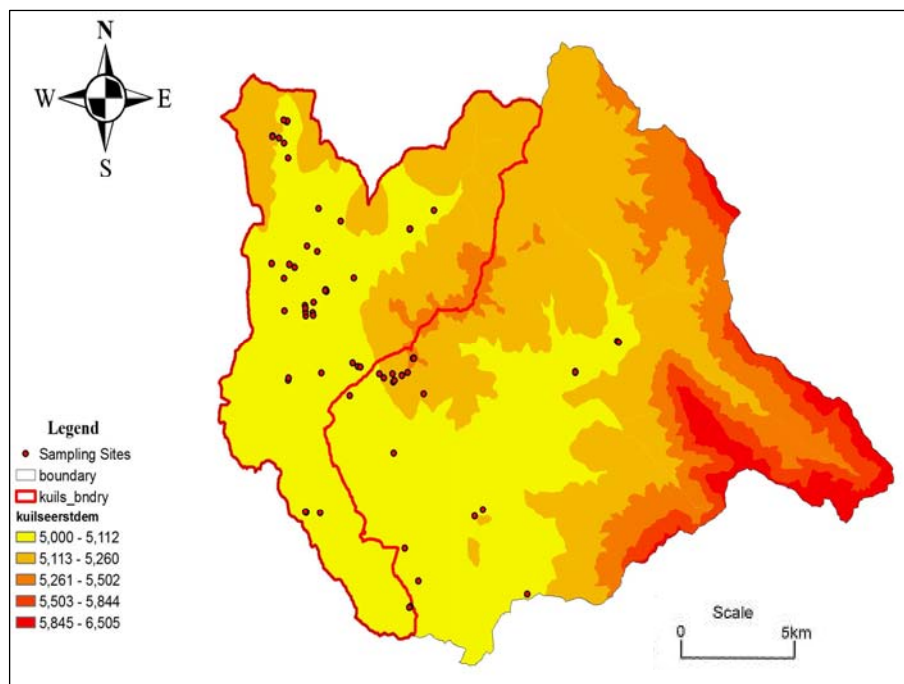 N
W E
S
Legend
Sampling Sites
boundary
kuils_bndry
kuilseerstdem
5,000 - 5,112
5,113 - 5,260
5,261 - 5,502
5,503 - 5,844
5,845 - 6,505
Scale
0 5km